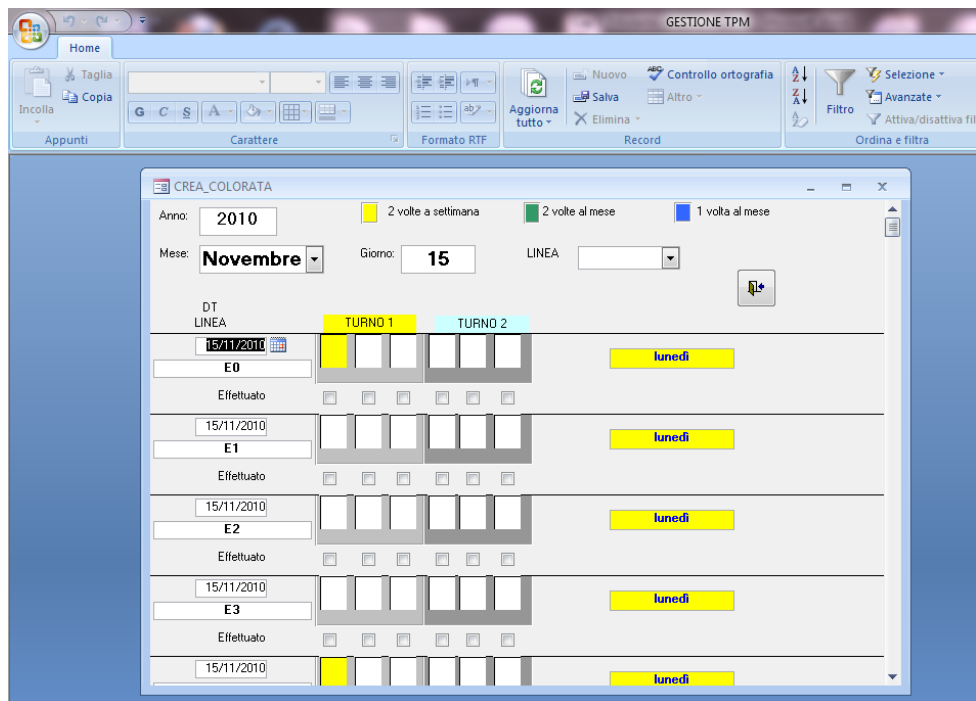 GESTIONE TPM
Home
Incolla
Taglia
Copia
Appunti
G C S A
Carattere
ab
Formato RTF
Aggiorna
tutto
Nuovo
Salva
Elimina
ABC
Controllo ortografia
Altro
Record
A
Z
Z
A
A
Z
Filtro
Selezione
Avanzate
Attiva/disattiva fil
Ordina e filtra
CREA_COLORATA
Anno: 2010
2 volte a settimana
2 volte al mese
1 volta al mese
Mese: Novembre
Giorno: 15
LINEA
DT
LINEA
TURNO 1
TURNO 2
15/11/2010
E0
lunedì
Effettuato
15/11/2010
E1
lunedì
Effettuato
15/11/2010
E2
lunedì
Effettuato
15/11/2010
E3
lunedì
Effettuato
15/11/2010
lunedì